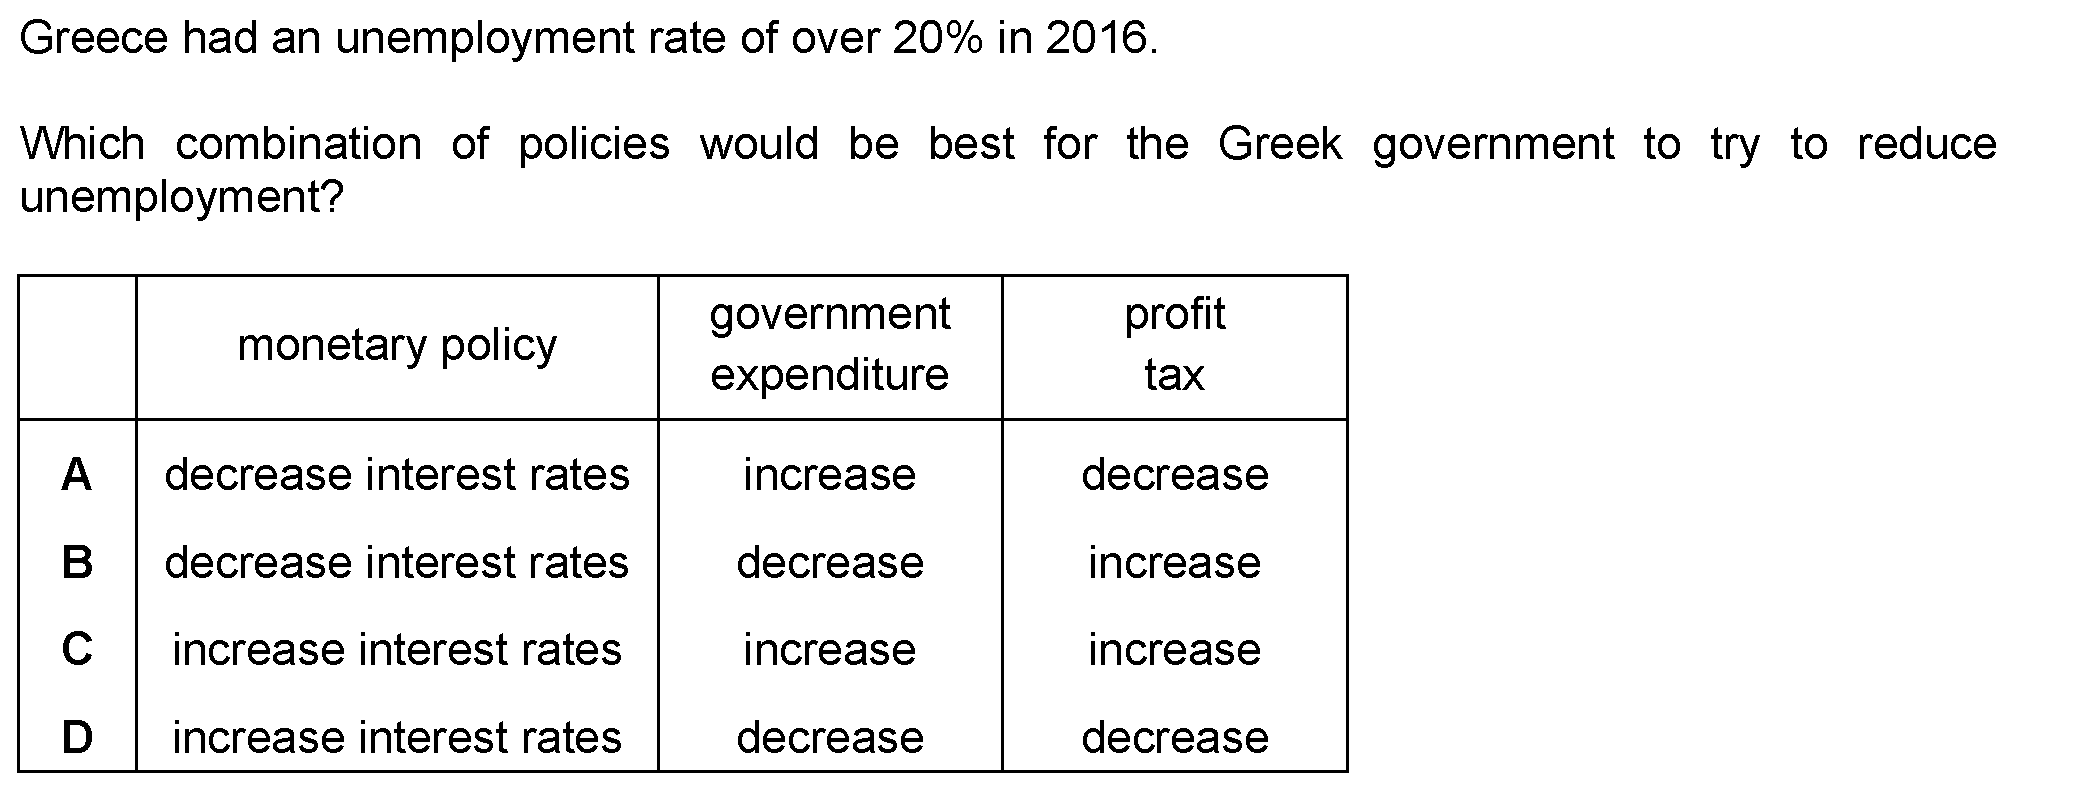 Greece had an unemployment rate of over 20% in 2016.
Which combination of policies would be best for the Greek government to try to reduce
unemployment?
monetary policy government expenditure profit tax
A decrease interest rates increase decrease
B decrease interest rates decrease increase
C increase interest rates increase increase
D increase interest rates decrease decrease